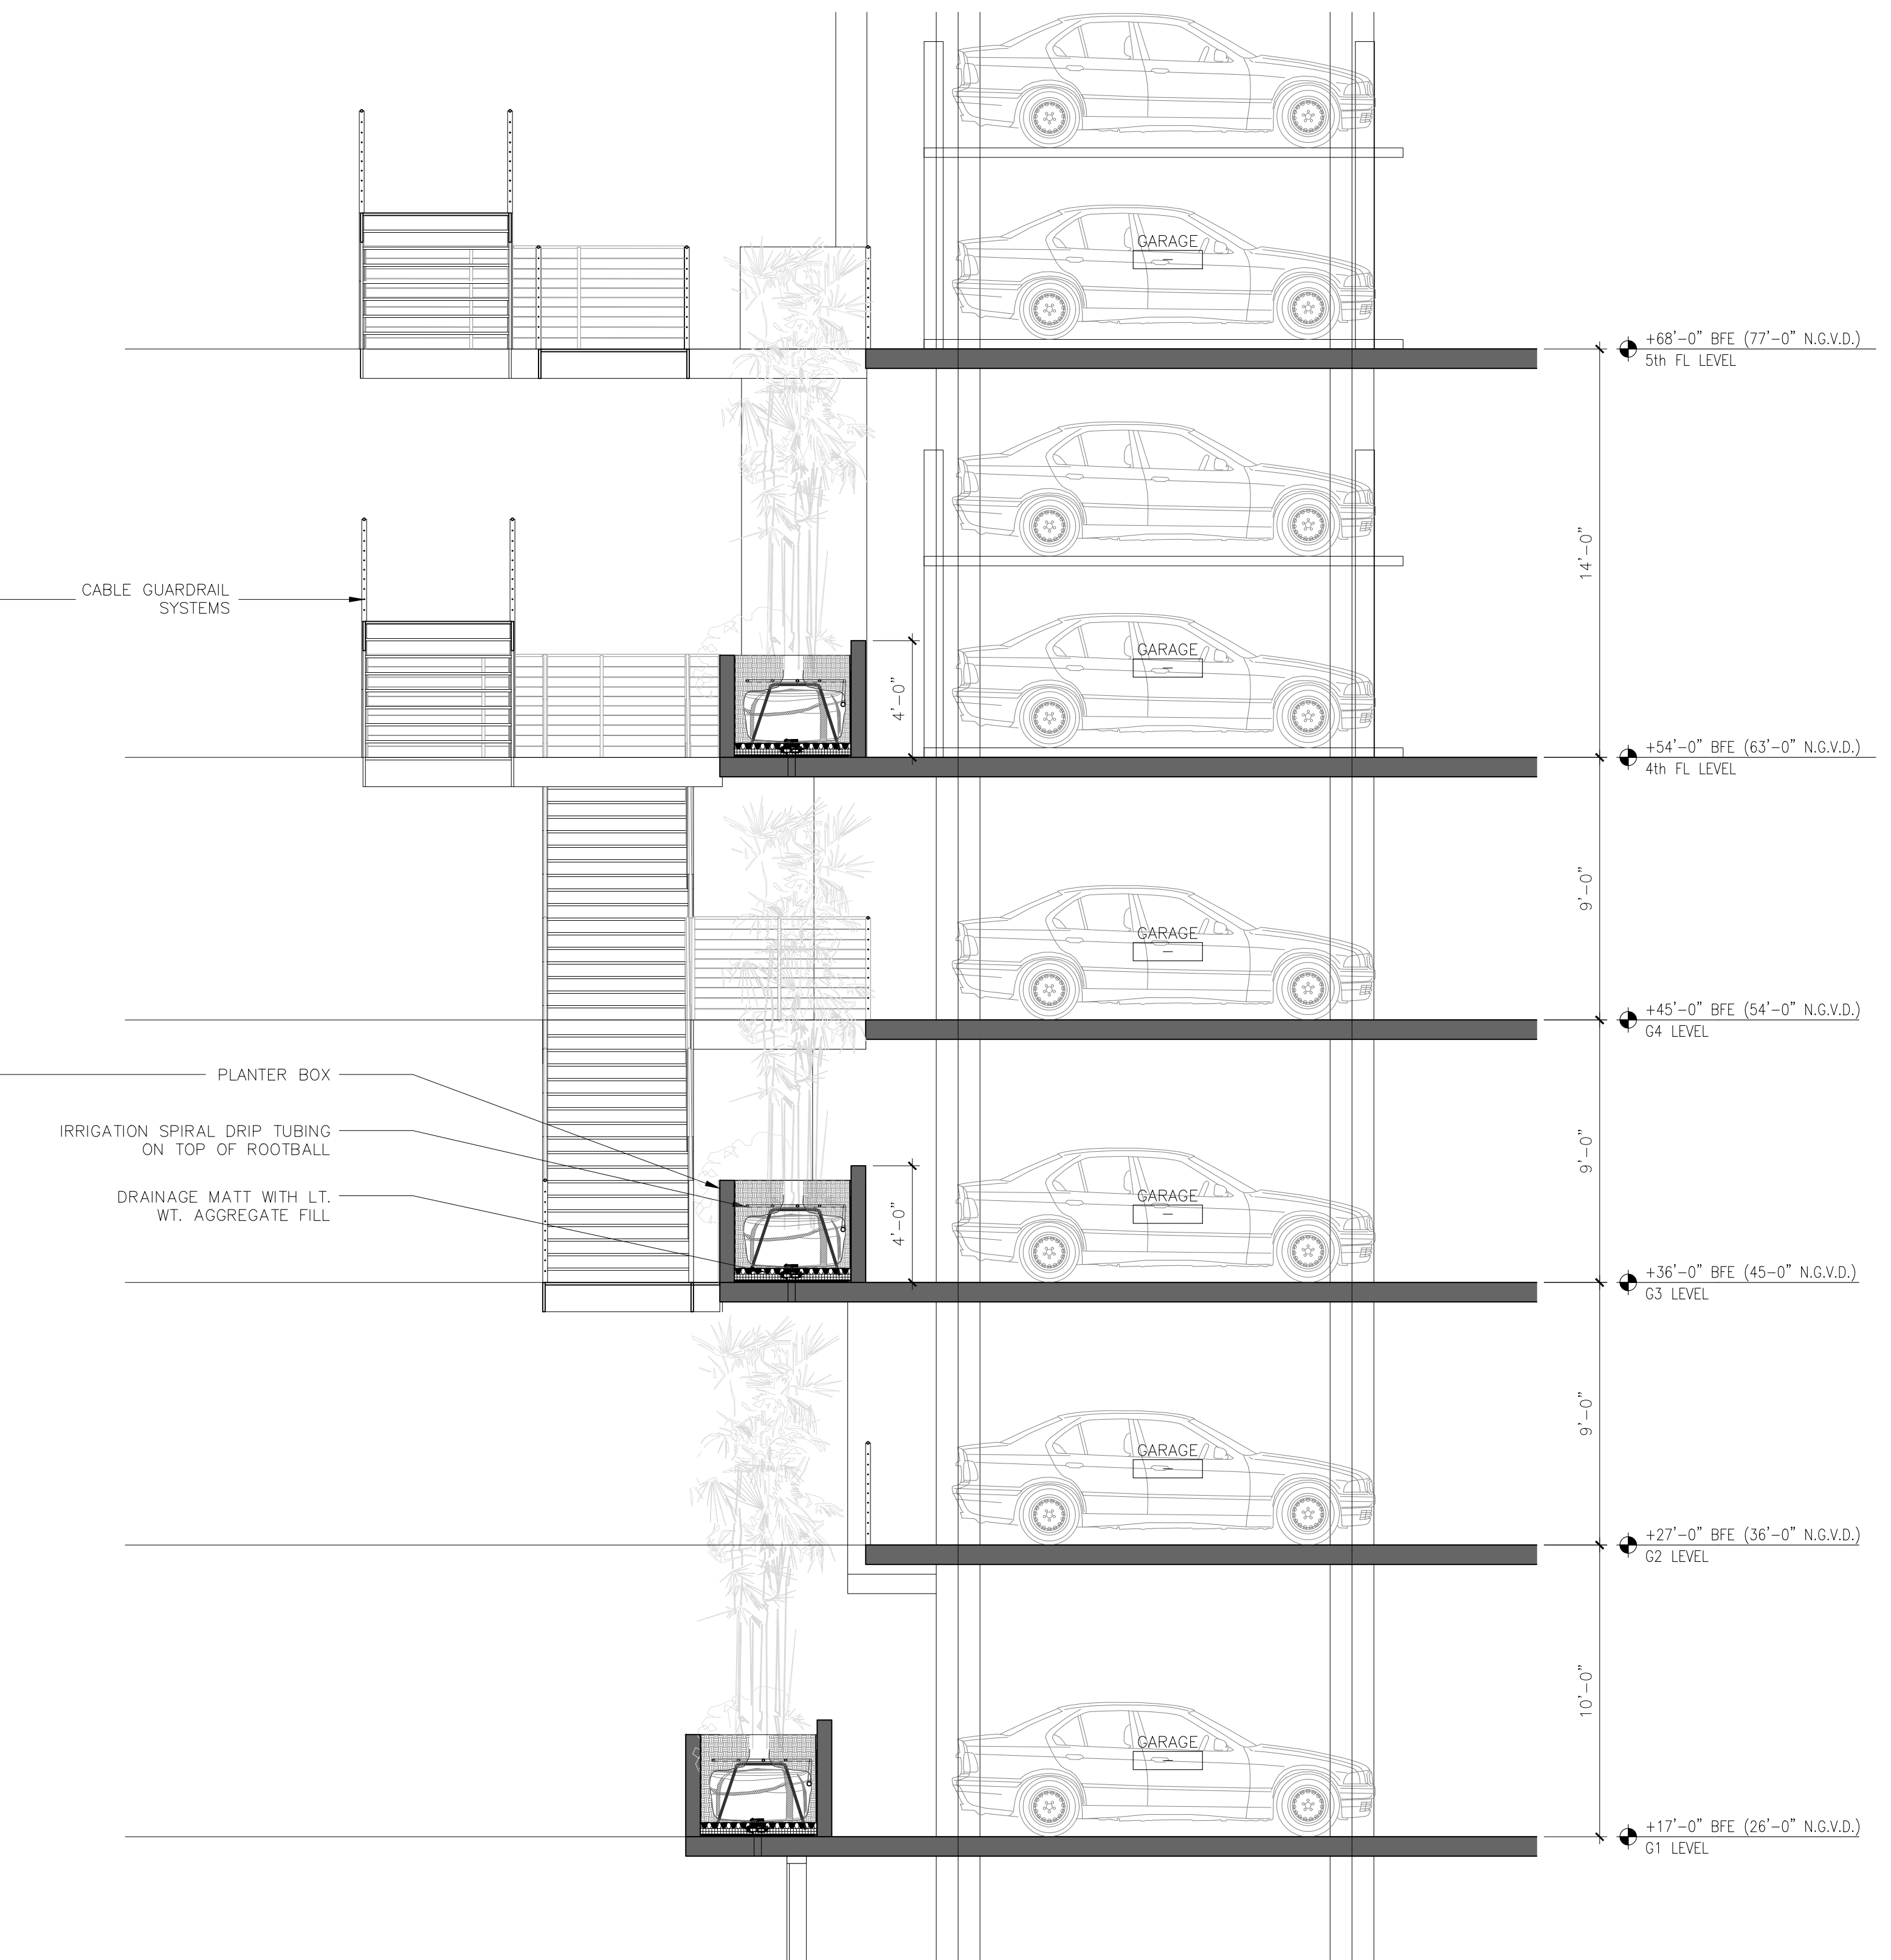 GARAGE
+68'-0" BFE (77'-0" N.G.V.D.)
5th FL LEVEL
14'-0"
CABLE GUARDRAIL
SYSTEMS
GARAGE
4'-0"
+54'-0" BFE (63'-0" N.G.V.D.)
4th FL LEVEL
9'-0"
GARAGE
+45'-0" BFE (54'-0" N.G.V.D.)
G4 LEVEL
PLANTER BOX
IRRIGATION SPIRAL DRIP TUBING
ON TOP OF ROOTBALL
DRAINAGE MATT WITH LT.
WT. AGGREGATE FILL
9'-0"
GARAGE
4'-0"
+36'-0" BFE (45-0" N.G.V.D.)
G3 LEVEL
9'-0"
GARAGE
+27'-0" BFE (36'-0" N.G.V.D.)
G2 LEVEL
10'-0"
GARAGE
+17'-0" BFE (26'-0" N.G.V.D.)
G1 LEVEL